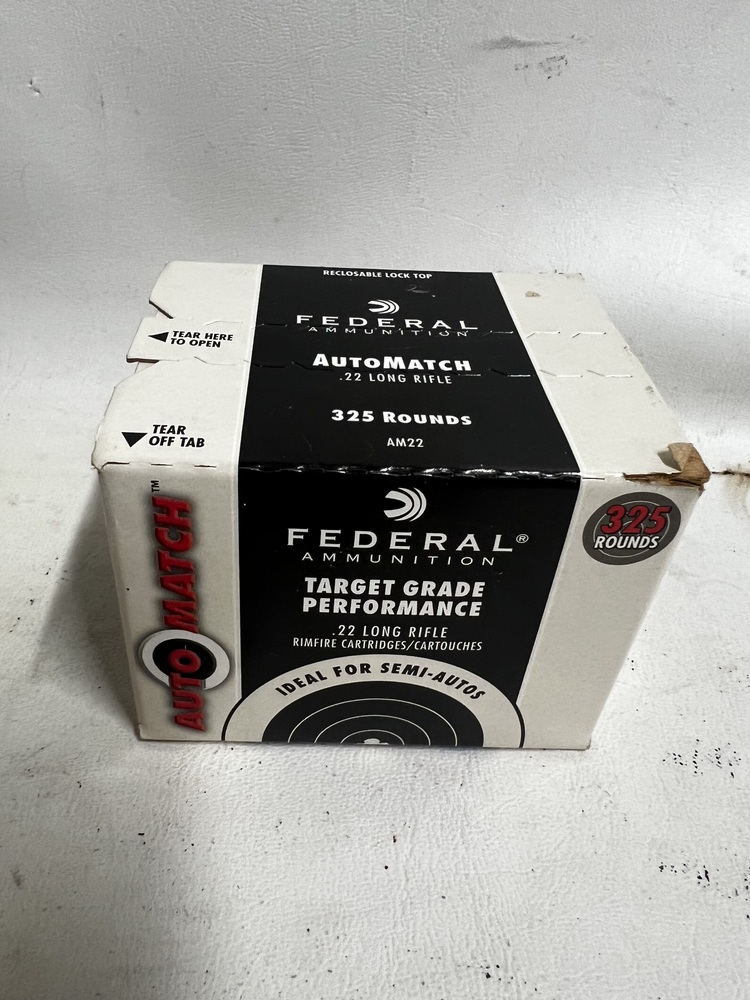 RECLOSABLE LOCK TOP
FEDERAL
AMMUNITION
TEAR HERE
TO OPEN
AUTOMATCH
.22 LONG RIFLE
325 ROUNDS
AM22
TEAR
OFF TAB
AUTOMATCH™
FEDERAL®
AMMUNITION
325
ROUNDS
TARGET GRADE
PERFORMANCE
.22 LONG RIFLE
RIMFIRE CARTRIDGES/CARTOUCHES
IDEAL FOR SEMI-AUTOS